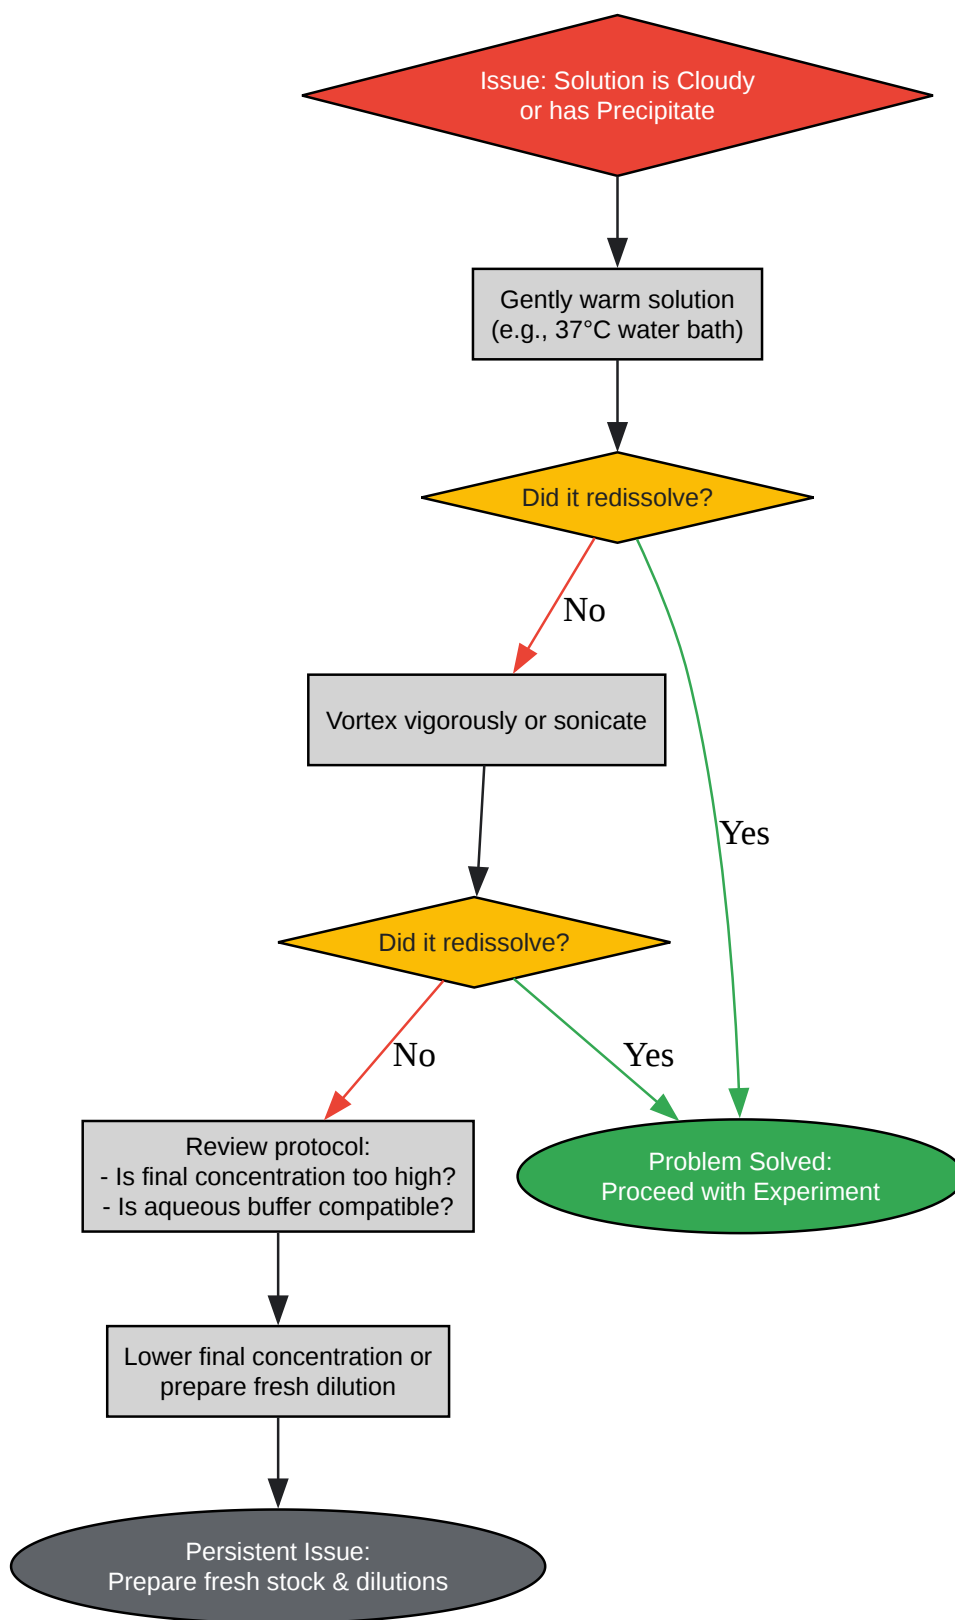 Issue: Solution is Cloudy
or has Precipitate
Gently warm solution
(e.g., 37°C water bath)
Did it redissolve?
No
Vortex vigorously or sonicate
Yes
Did it redissolve?
No
Yes
Review protocol:
- Is final concentration too high?
- Is aqueous buffer compatible?
Problem Solved:
Proceed with Experiment
Lower final concentration or
prepare fresh dilution
Persistent Issue:
Prepare fresh stock & dilutions